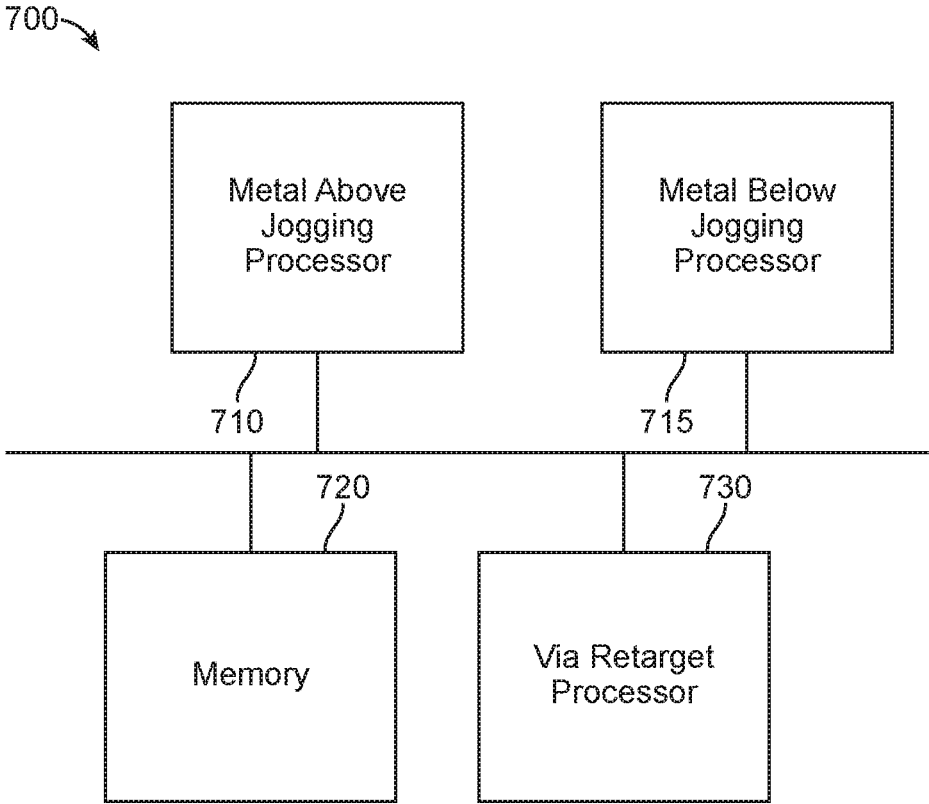 700
Metal Above
Jogging
Processor
Metal Below
Jogging
Processor
710
715
720
730
Memory
Via Retarget
Processor